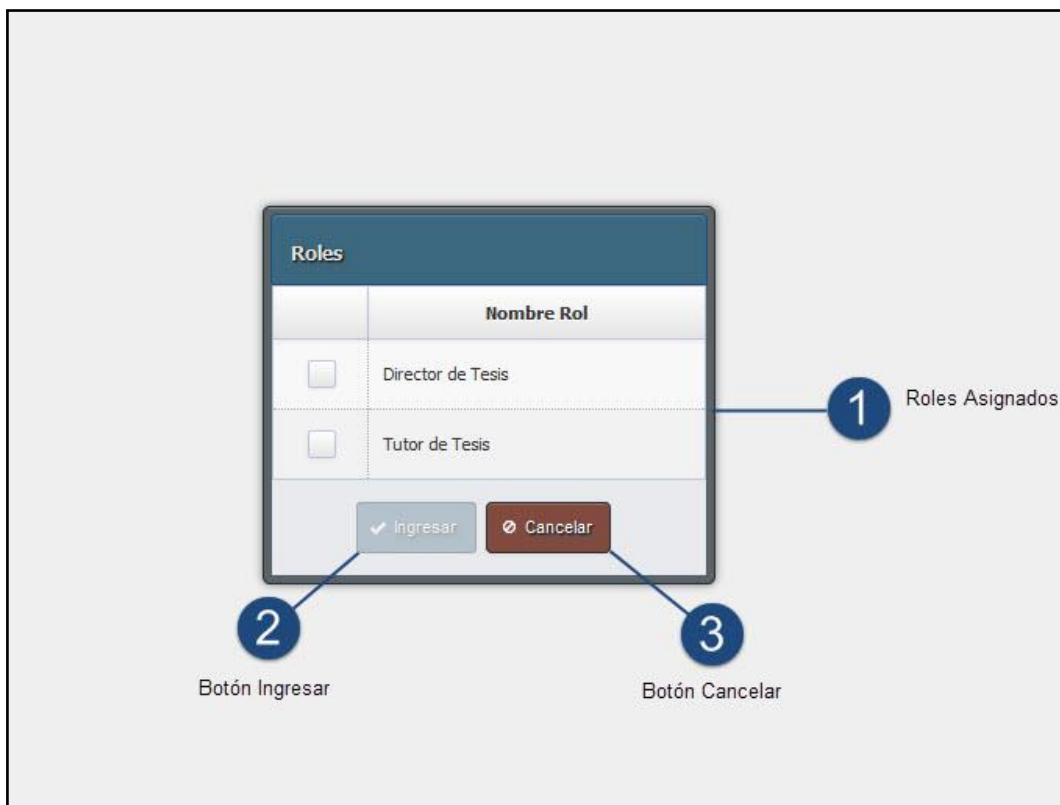 Roles
Nombre Rol
Director de Tesis
Tutor de Tesis
1
Roles Asignados
Ingresar
Cancelar
2
3
Botón Ingresar
Botón Cancelar